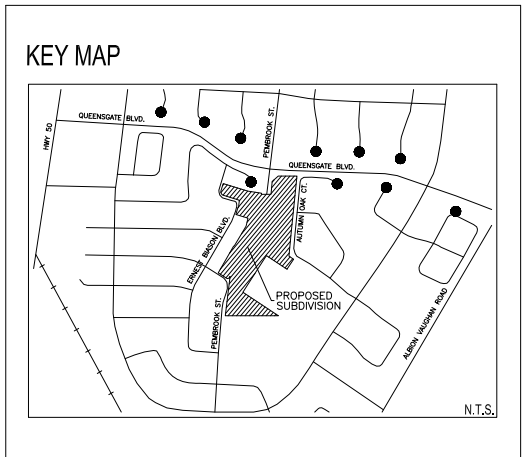 KEY MAP
HWY 50
QUEENSGATE BLVD.
PEMBROOK ST.
QUEENSGATE BLVD.
AUTUMN OAK CT.
ERNEST BIASON BLVD.
PROPOSED
SUBDIVISION
PEMBROOK ST.
ALBION VAUGHAN ROAD
N.T.S.